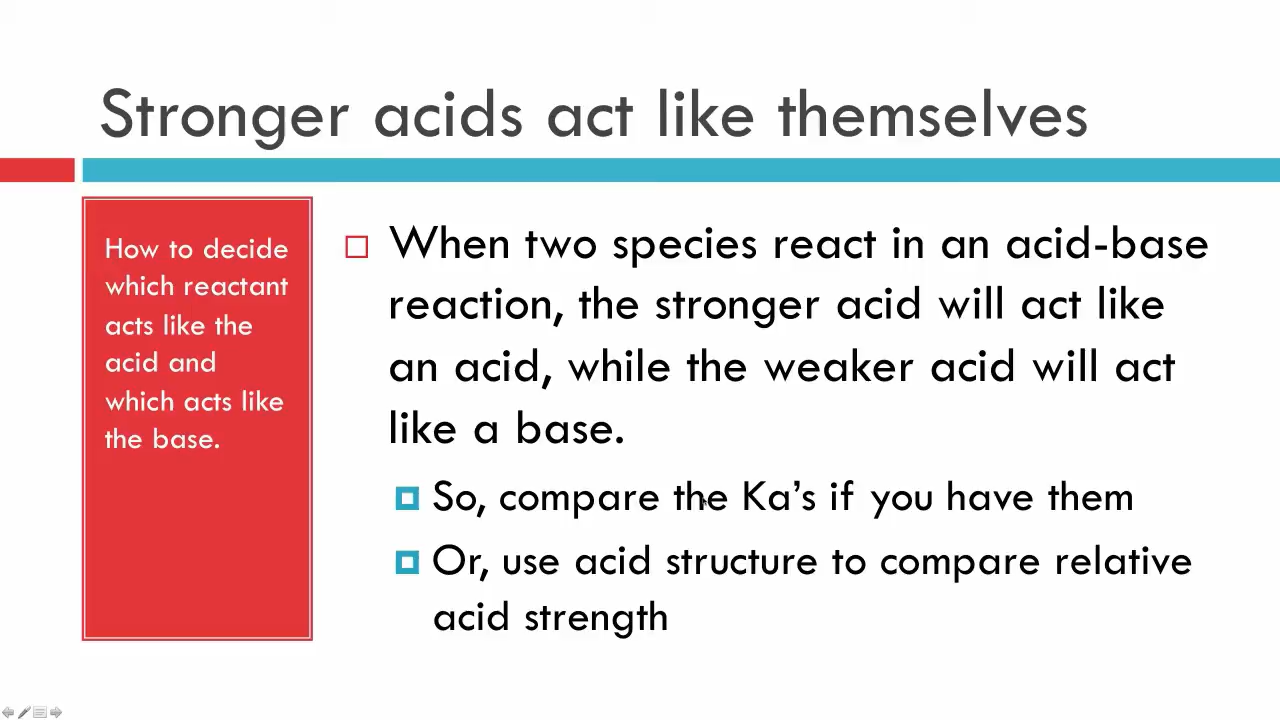 Stronger acids act like themselves
How to decide
which reactant
acts like the
acid and
which acts like
the base.
When two species react in an acid-base
reaction, the stronger acid will act like
an acid, while the weaker acid will act
like a base.
So, compare the Ka’s if you have them
Or, use acid structure to compare relative
acid strength